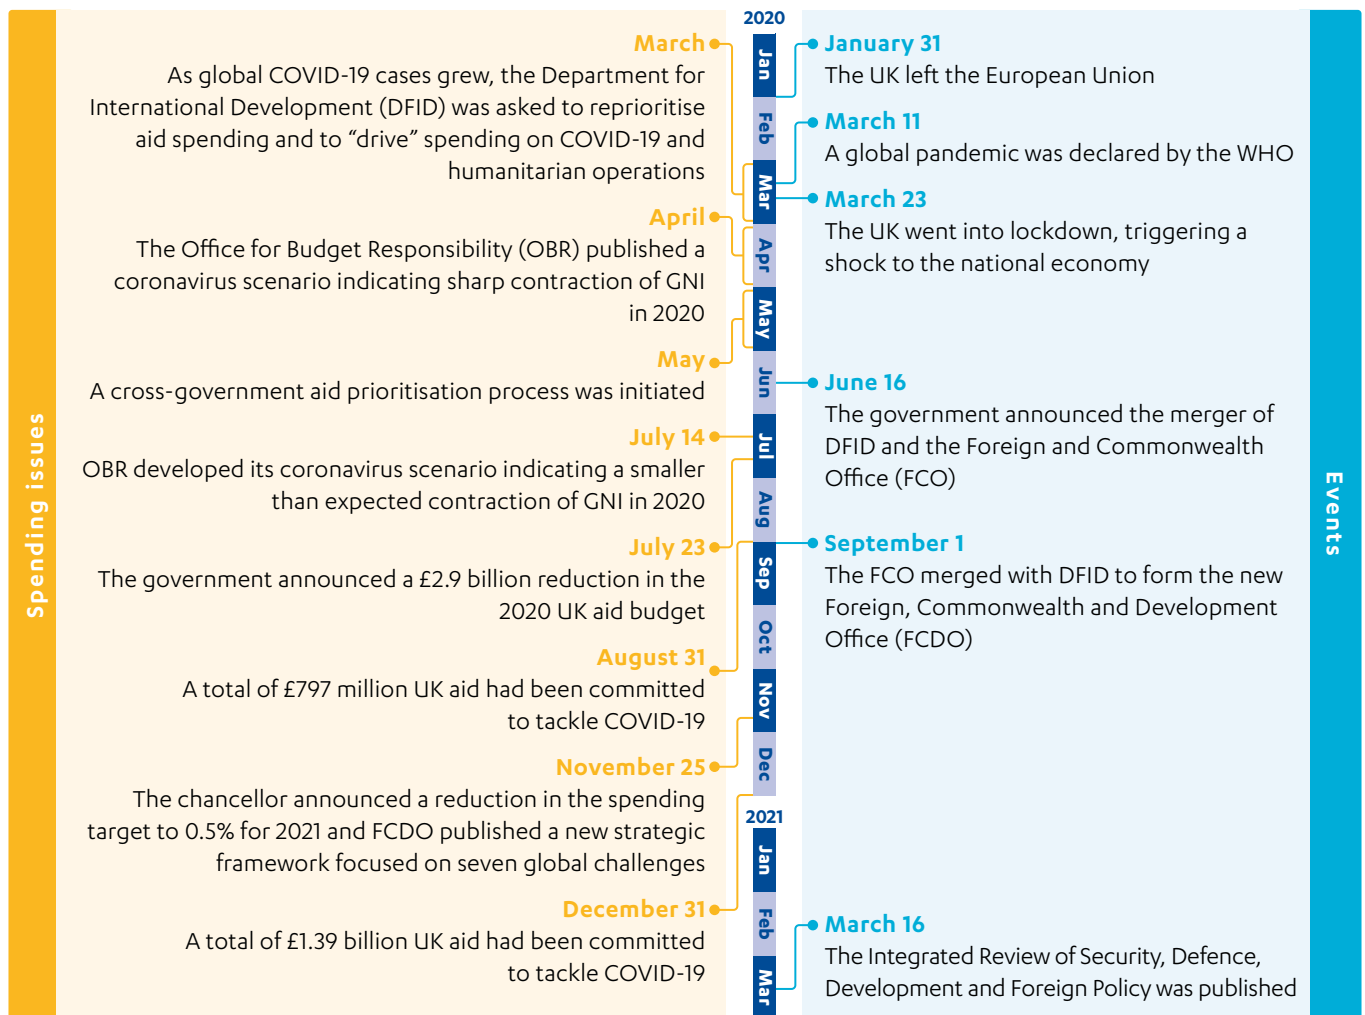 Spending issues
March
As global COVID-19 cases grew, the Department for
International Development (DFID) was asked to reprioritise
aid spending and to “drive” spending on COVID-19 and
humanitarian operations
April
The Office for Budget Responsibility (OBR) published a
coronavirus scenario indicating sharp contraction of GNI
in 2020
May
A cross-government aid prioritisation process was initiated
July 14
OBR developed its coronavirus scenario indicating a smaller
than expected contraction of GNI in 2020
July 23
The government announced a £2.9 billion reduction in the
2020 UK aid budget
August 31
A total of £797 million UK aid had been committed
to tackle COVID-19
November 25
The chancellor announced a reduction in the spending
target to 0.5% for 2021 and FCDO published a new strategic
framework focused on seven global challenges
December 31
A total of £1.39 billion UK aid had been committed
to tackle COVID-19
2020
Jan
Feb
Mar
Apr
May
Jun
Jul
Aug
Sep
Oct
Nov
Dec
2021
Jan
Feb
Mar
January 31
The UK left the European Union
March 11
A global pandemic was declared by the WHO
March 23
The UK went into lockdown, triggering a
shock to the national economy
June 16
The government announced the merger of
DFID and the Foreign and Commonwealth
Office (FCO)
September 1
The FCO merged with DFID to form the new
Foreign, Commonwealth and Development
Office (FCDO)
March 16
The Integrated Review of Security, Defence,
Development and Foreign Policy was published
Events